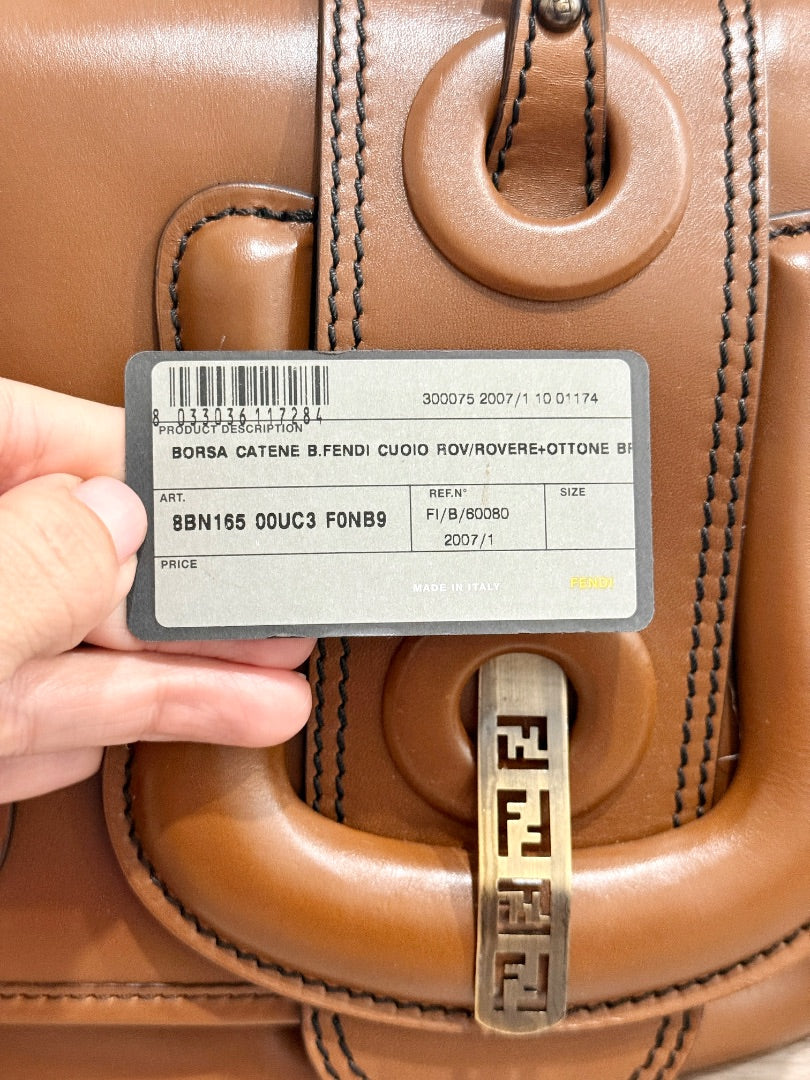 8 033036 117284
300075 2007/1 10 01174
PRODUCT DESCRIPTION
BORSA CATENE B.FENDI CUOIO ROV/ROVERE+OTTONE BR
ART.
8BN165 00UC3 F0NB9
REF.N°
FI/B/60080
2007/1
SIZE
PRICE
MADE IN ITALY
FENDI